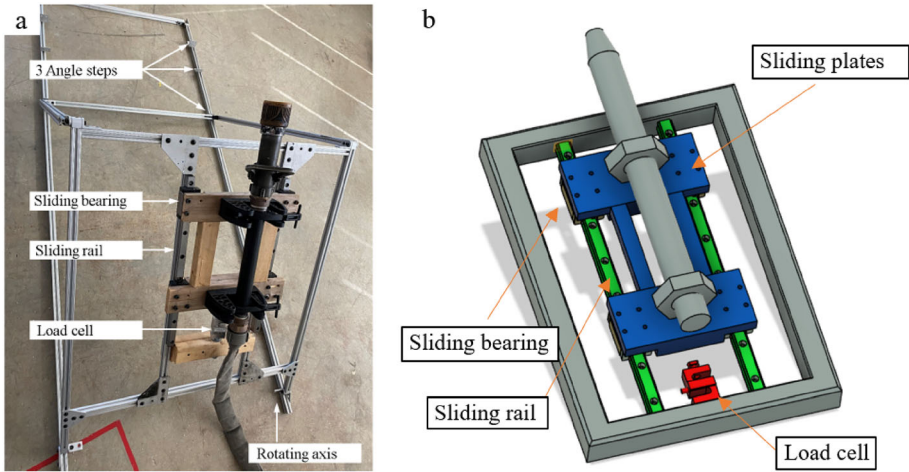 a
3 Angle steps
Sliding bearing
Sliding rail
Load cell
Rotating axis
b
Sliding plates
Sliding bearing
Sliding rail
Load cell